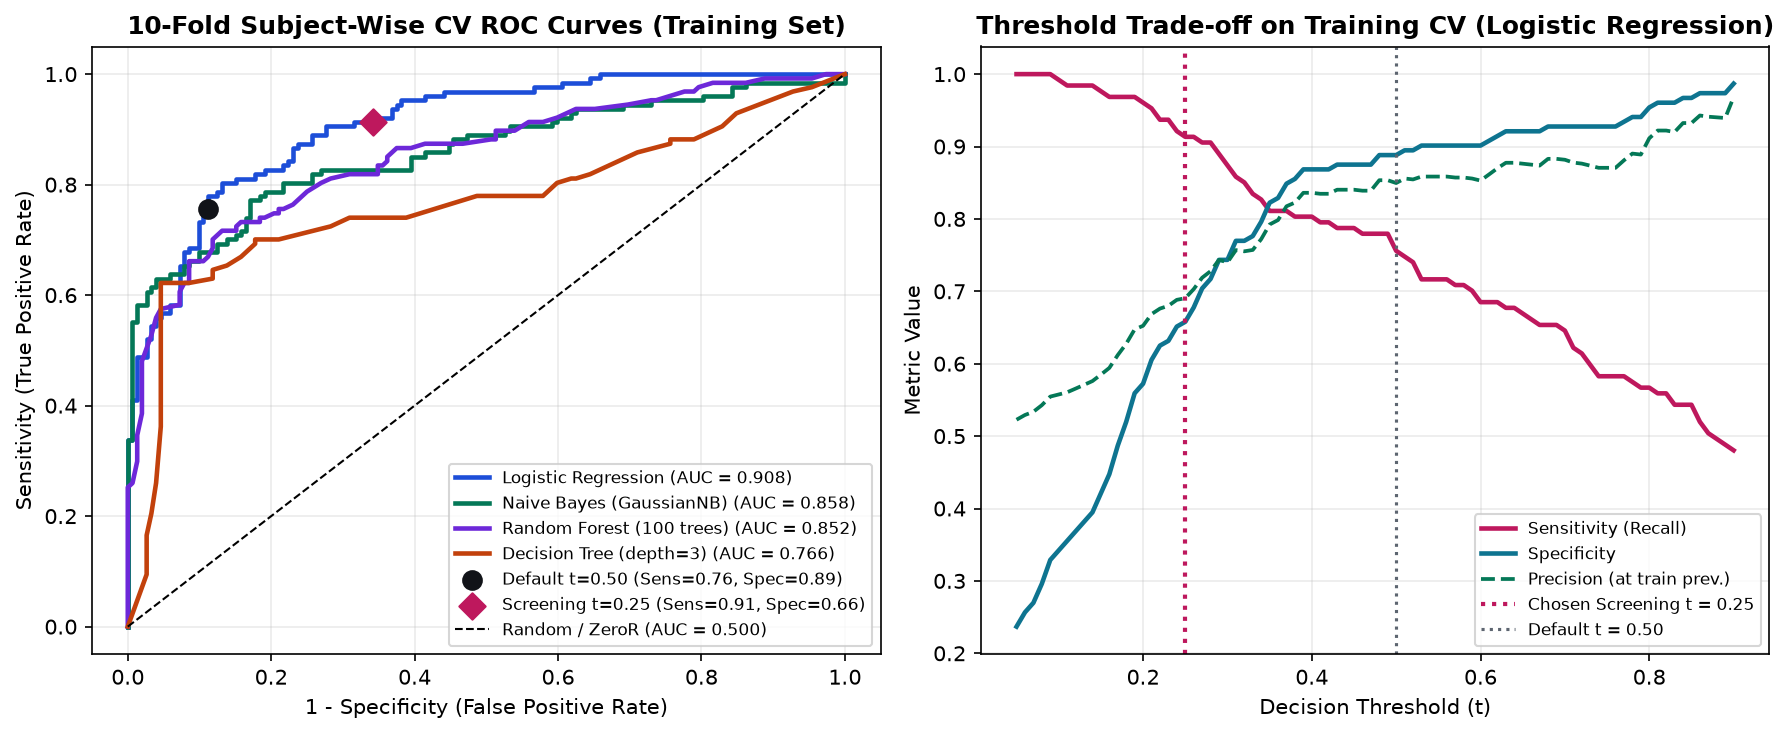 10-Fold Subject-Wise CV ROC Curves (Training Set)
Sensitivity (True Positive Rate)
1.0
0.8
0.6
0.4
0.2
0.0
Logistic Regression (AUC = 0.908)
Naive Bayes (GaussianNB) (AUC = 0.858)
Random Forest (100 trees) (AUC = 0.852)
Decision Tree (depth=3) (AUC = 0.766)
Default t=0.50 (Sens=0.76, Spec=0.89)
Screening t=0.25 (Sens=0.91, Spec=0.66)
Random / ZeroR (AUC = 0.500)
0.0 0.2 0.4 0.6 0.8 1.0
1 - Specificity (False Positive Rate)
Threshold Trade-off on Training CV (Logistic Regression)
Metric Value
1.0
0.9
0.8
0.7
0.6
0.5
0.4
0.3
0.2
Sensitivity (Recall)
Specificity
Precision (at train prev.)
Chosen Screening t = 0.25
Default t = 0.50
0.2 0.4 0.6 0.8
Decision Threshold (t)